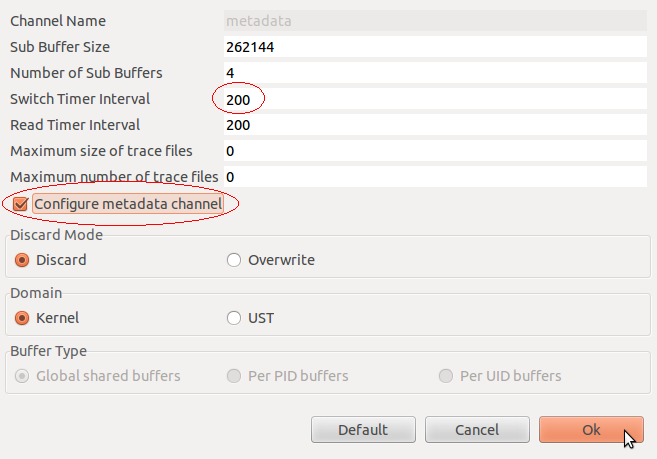 Channel Name metadata
Sub Buffer Size 262144
Number of Sub Buffers 4
Switch Timer Interval 200
Read Timer Interval 200
Maximum size of trace files 0
Maximum number of trace files 0
Configure metadata channel
Discard Mode
Discard Overwrite
Domain
Kernel UST
Buffer Type
Global shared buffers Per PID buffers Per UID buffers
Default Cancel Ok